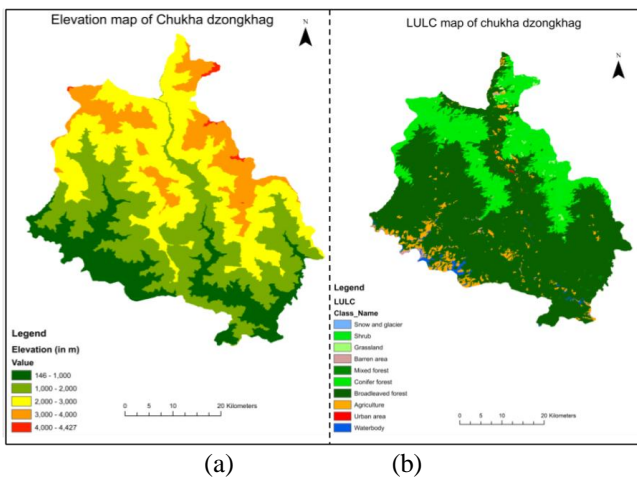 Elevation map of Chukha dzongkhag
N
Legend
Elevation (in m)
Value
146 - 1,000
1,000 - 2,000
2,000 - 3,000
3,000 - 4,000
4,000 - 4,427
0 5 10 20 Kilometers
(a)
LULC map of chukha dzongkhag
N
Legend
LULC
Class_Name
Snow and glacier
Shrub
Grassland
Barren area
Mixed forest
Conifer forest
Broadleaved forest
Agriculture
Urban area
Waterbody
0 5 10 20 Kilometers
(b)